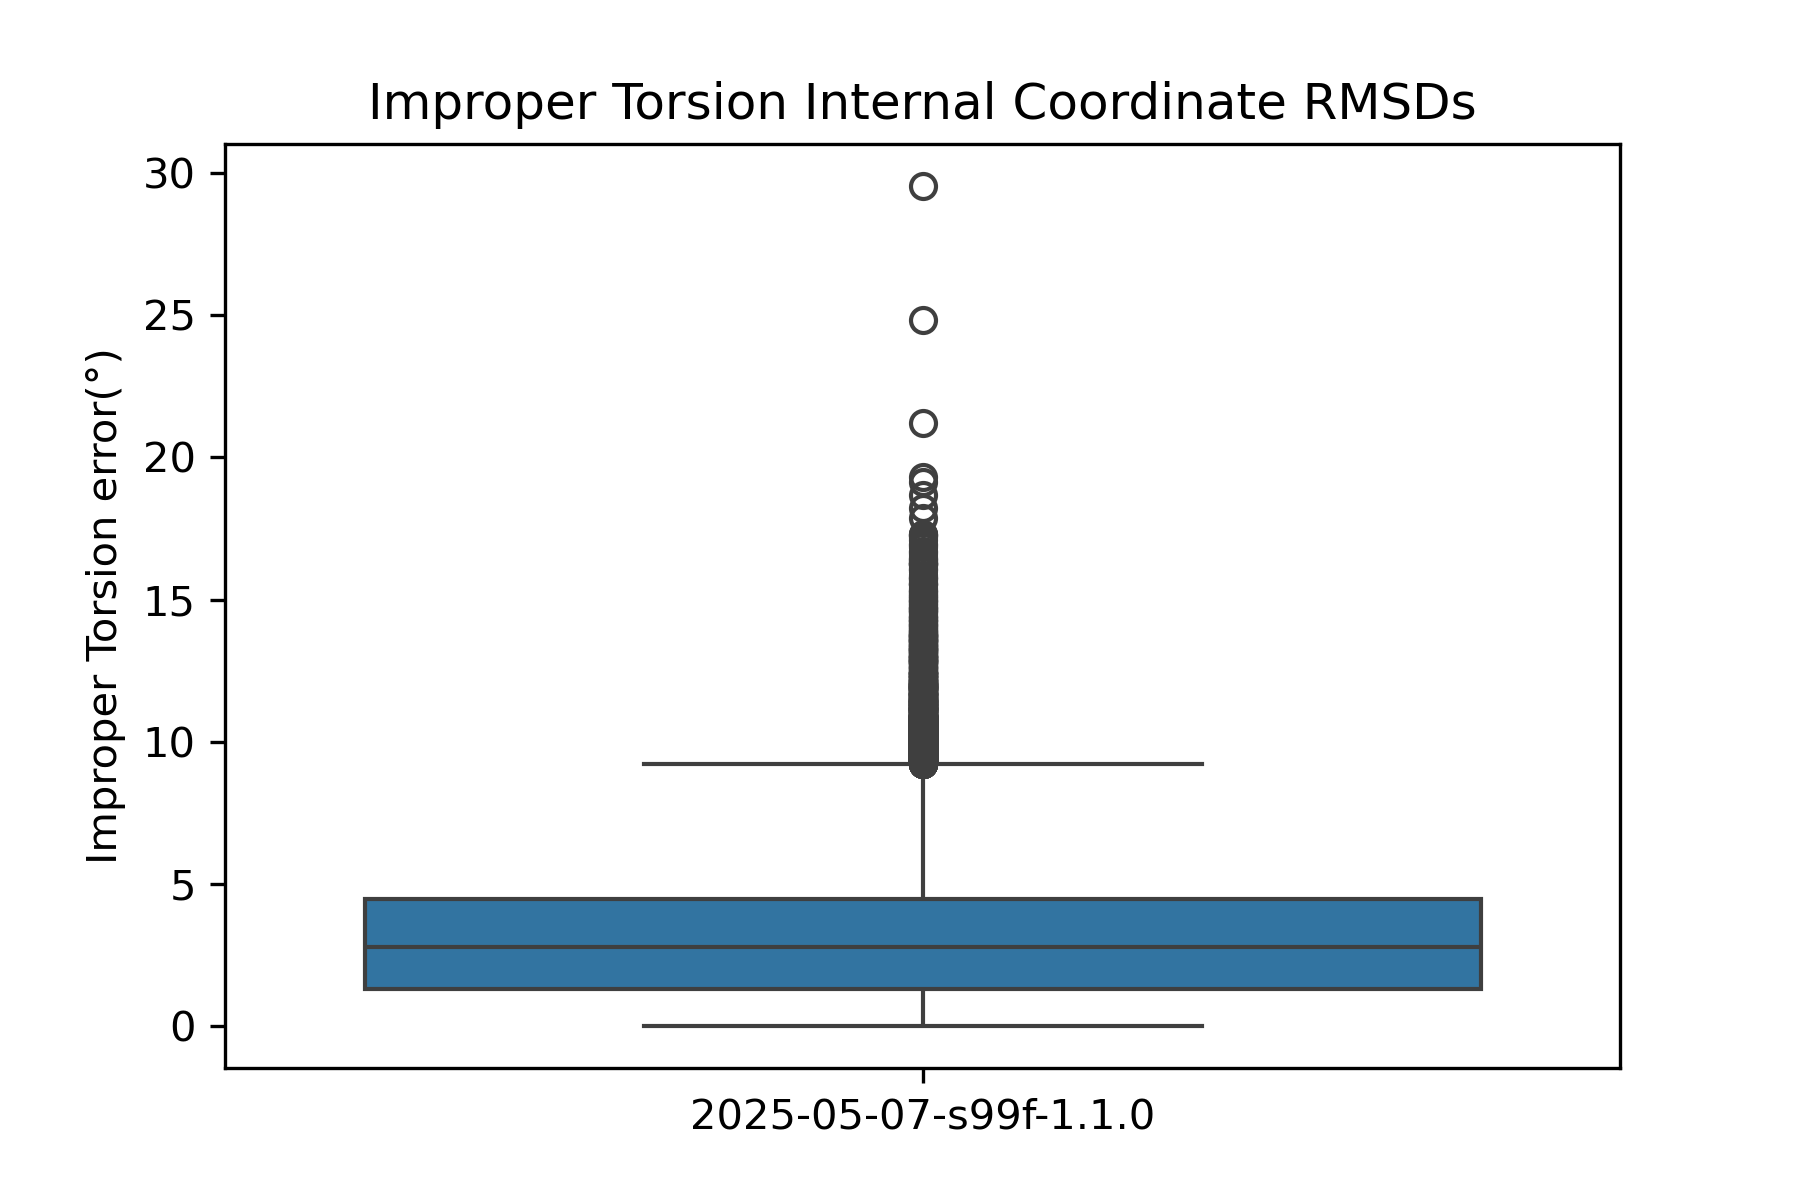 Improper Torsion Internal Coordinate RMSDs
30
25
20
15
10
5
0
Improper Torsion error(°)
2025-05-07-s99f-1.1.0